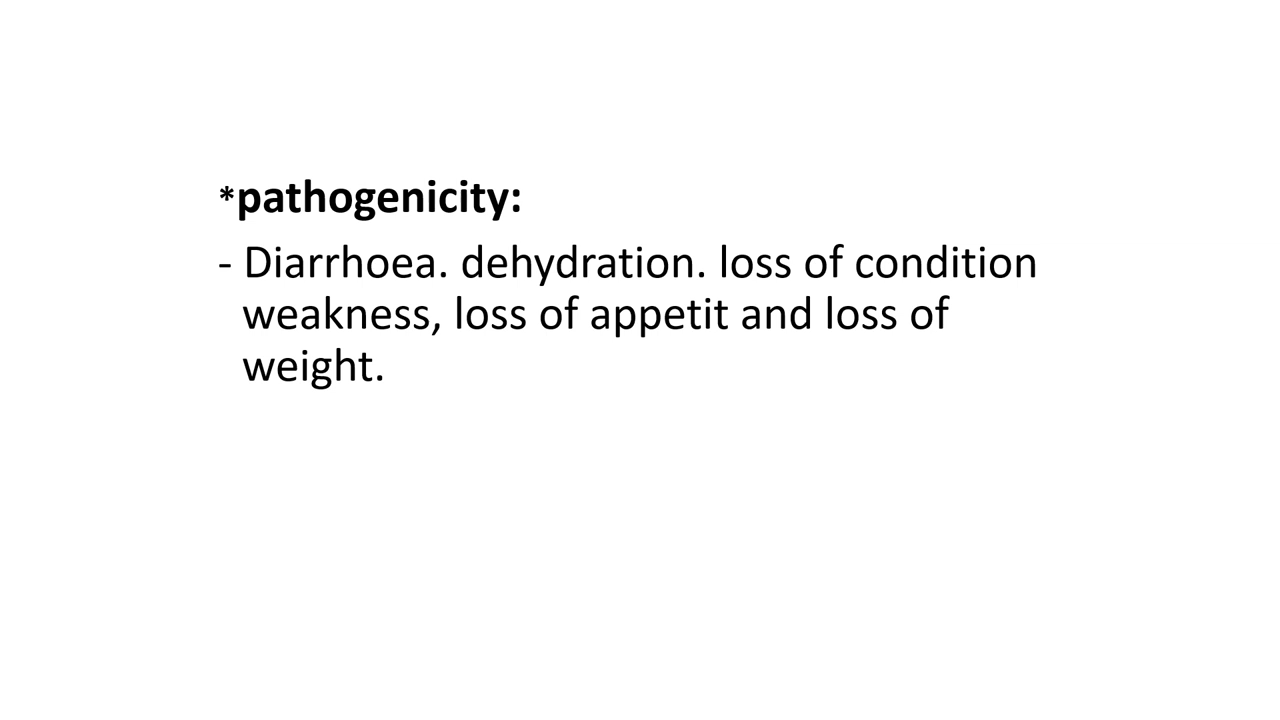 *pathogenicity:
- Diarrhoea. dehydration. loss of condition
weakness, loss of appetit and loss of
weight.